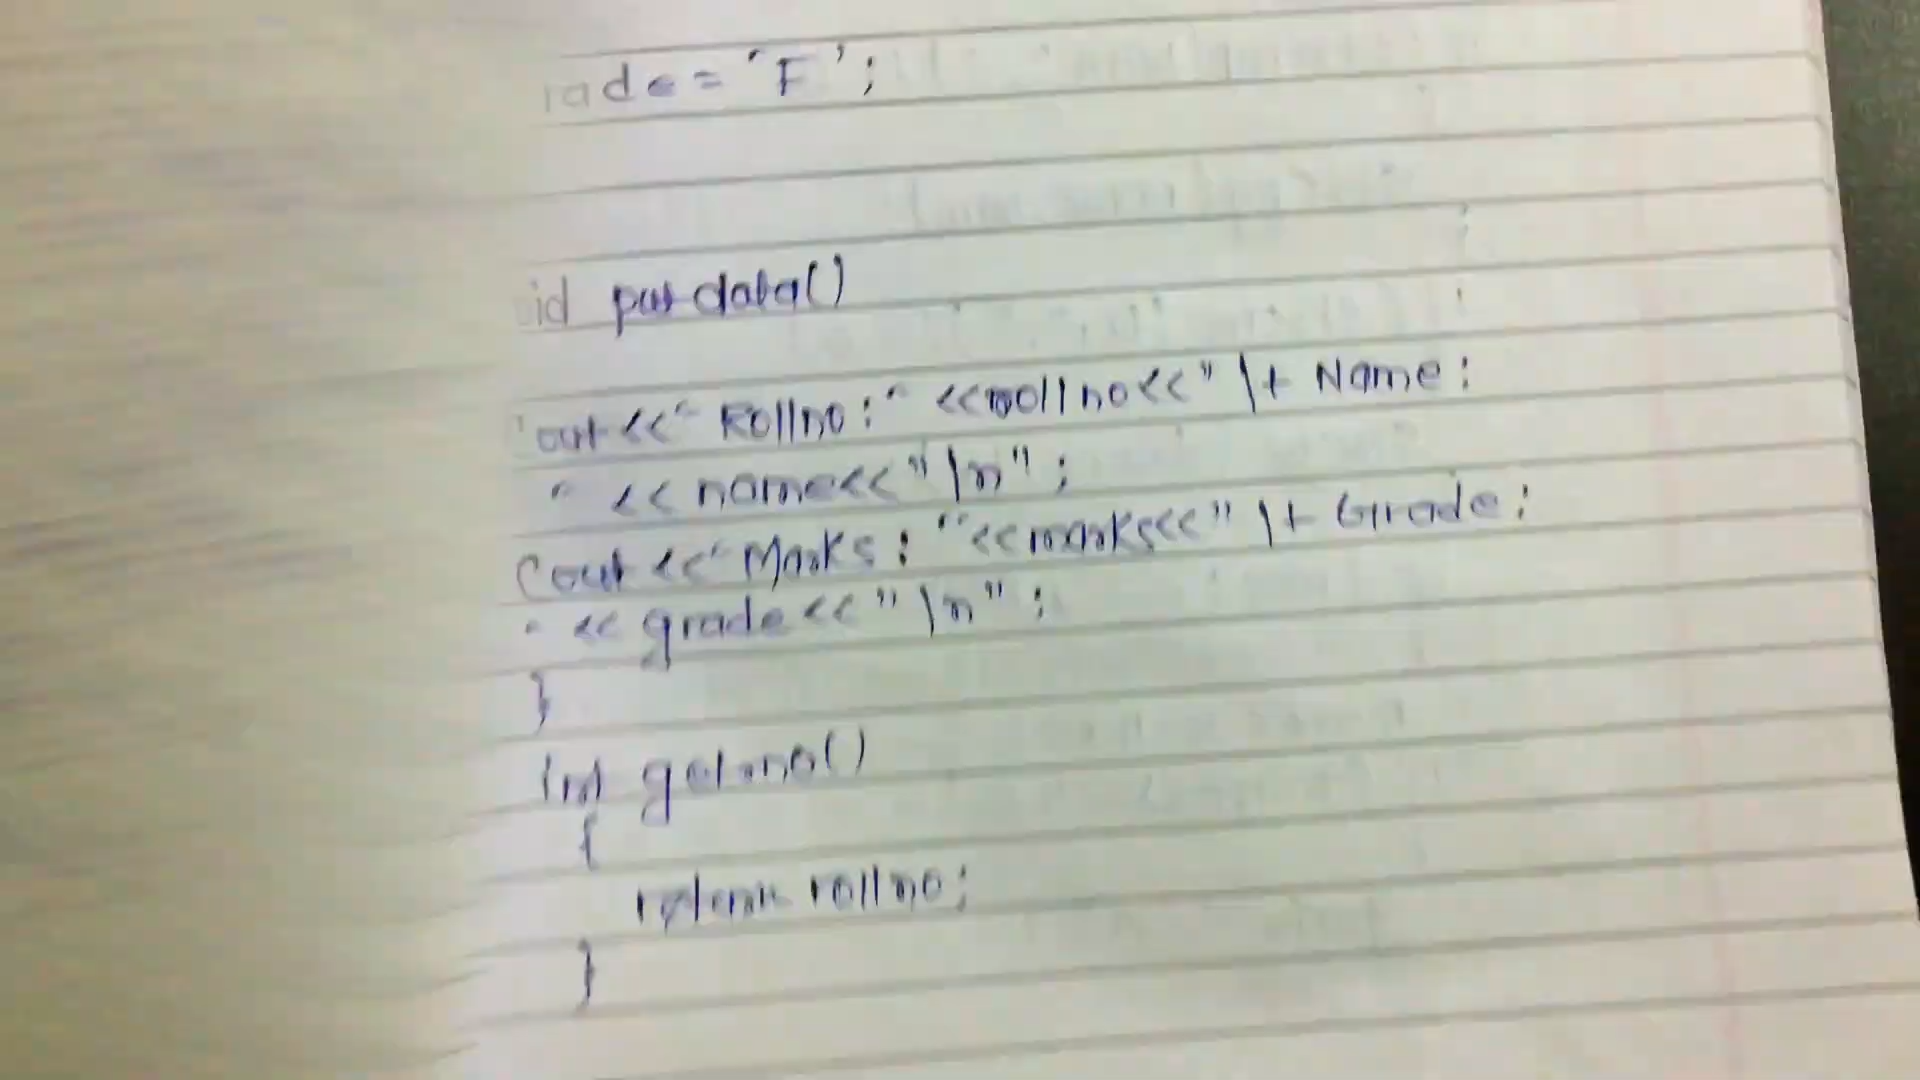 rade = 'F';
id putdata()
out<<"Rollno:"<<rollno<<"\t Name:
"<<name<<"\n";
Cout<<"Marks: "<<marks<<"\t Grade:
"<<grade<<"\n";
}
int getrno()
{
return rollno;
}